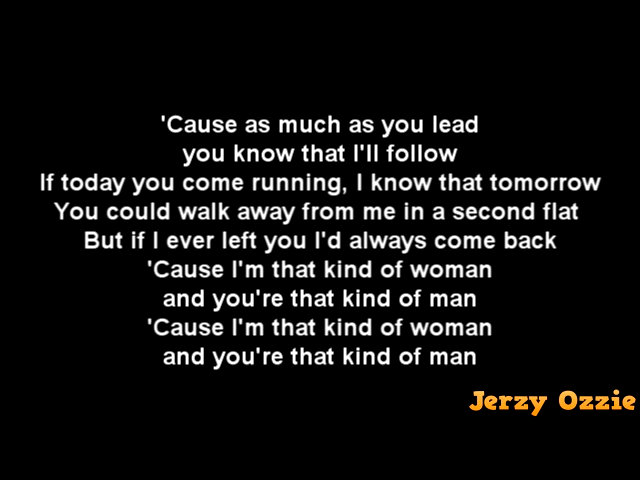 'Cause as much as you lead
you know that I'll follow
If today you come running, I know that tomorrow
You could walk away from me in a second flat
But if I ever left you I'd always come back
'Cause I'm that kind of woman
and you're that kind of man
'Cause I'm that kind of woman
and you're that kind of man
Jerzy Ozzie